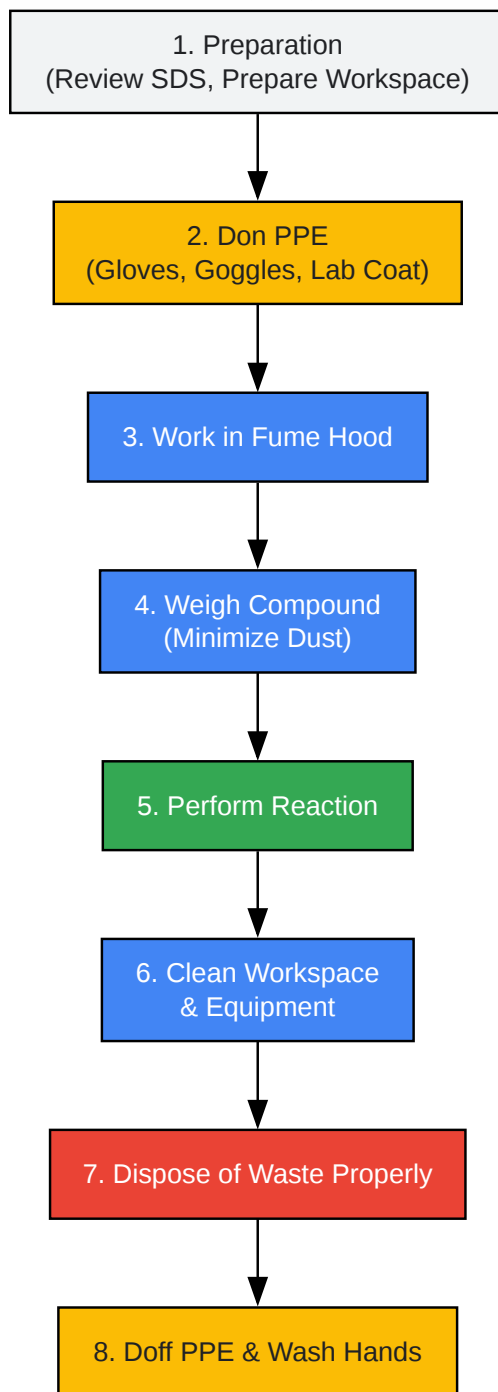 1. Preparation
(Review SDS, Prepare Workspace)
2. Don PPE
(Gloves, Goggles, Lab Coat)
3. Work in Fume Hood
4. Weigh Compound
(Minimize Dust)
5. Perform Reaction
6. Clean Workspace
& Equipment
7. Dispose of Waste Properly
8. Doff PPE & Wash Hands